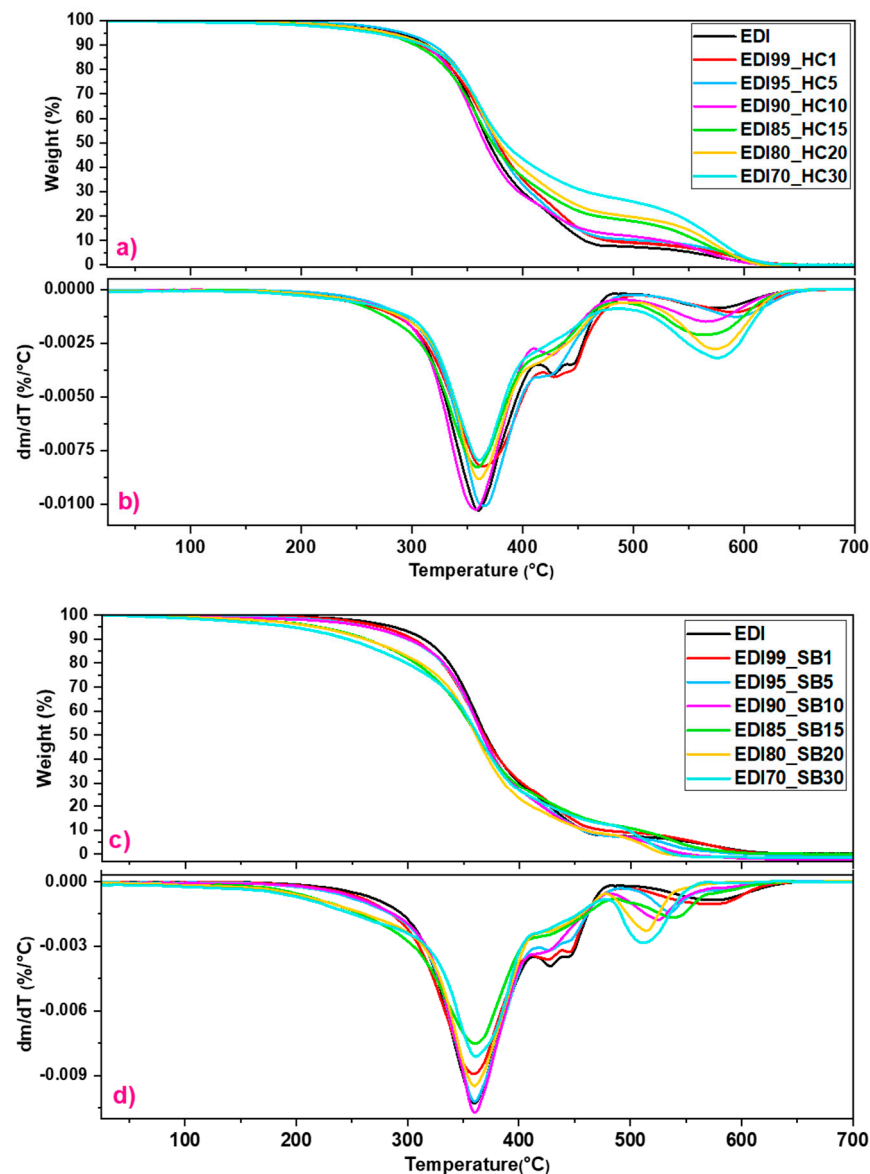 100
90
80
70
60
50
40
30
20
10
0
Weight (%)
EDI
EDI99_HC1
EDI95_HC5
EDI90_HC10
EDI85_HC15
EDI80_HC20
EDI70_HC30
a)
0.0000
-0.0025
-0.0050
-0.0075
-0.0100
dm/dT (%/°C)
b)
100 200 300 400 500 600 700
Temperature (°C)
100
90
80
70
60
50
40
30
20
10
0
Weight (%)
EDI
EDI99_SB1
EDI95_SB5
EDI90_SB10
EDI85_SB15
EDI80_SB20
EDI70_SB30
c)
0.000
-0.003
-0.006
-0.009
dm/dT (%/°C)
d)
100 200 300 400 500 600 700
Temperature(°C)